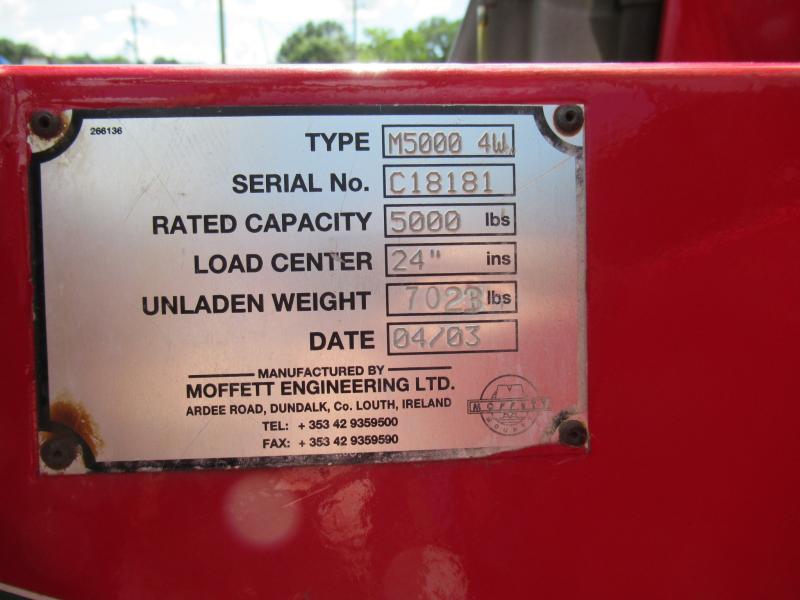 266136
TYPE M5000 4W
SERIAL No. C18181
RATED CAPACITY 5000 lbs
LOAD CENTER 24" ins
UNLADEN WEIGHT 7023 lbs
DATE 04/03
MANUFACTURED BY
MOFFETT ENGINEERING LTD.
ARDEE ROAD, DUNDALK, Co. LOUTH, IRELAND
TEL: + 353 42 9359500
FAX: + 353 42 9359590
MOFFETT
MOUNTY